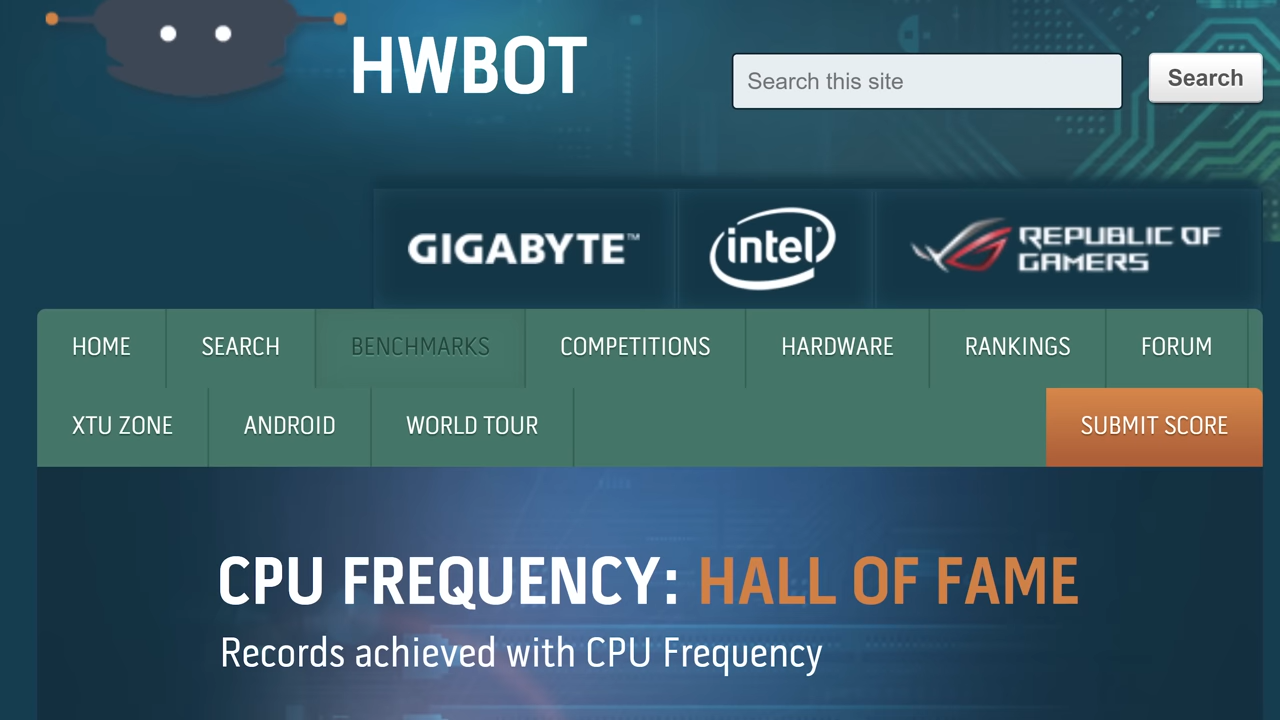 HWBOT
Search this site
Search
GIGABYTE™
intel®
REPUBLIC OF
GAMERS
HOME SEARCH BENCHMARKS COMPETITIONS HARDWARE RANKINGS FORUM
XTU ZONE ANDROID WORLD TOUR SUBMIT SCORE
CPU FREQUENCY: HALL OF FAME
Records achieved with CPU Frequency